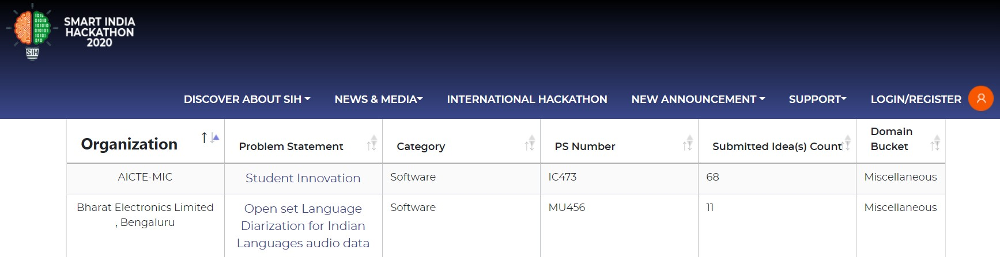 SMART INDIA
HACKATHON
2020
SIH
DISCOVER ABOUT SIH
NEWS & MEDIA
INTERNATIONAL HACKATHON
NEW ANNOUNCEMENT
SUPPORT
LOGIN/REGISTER
Organization
Problem Statement
Category
PS Number
Submitted Idea(s) Count
Domain
Bucket
AICTE-MIC
Student Innovation
Software
IC473
68
Miscellaneous
Bharat Electronics Limited
, Bengaluru
Open set Language
Diarization for Indian
Languages audio data
Software
MU456
11
Miscellaneous